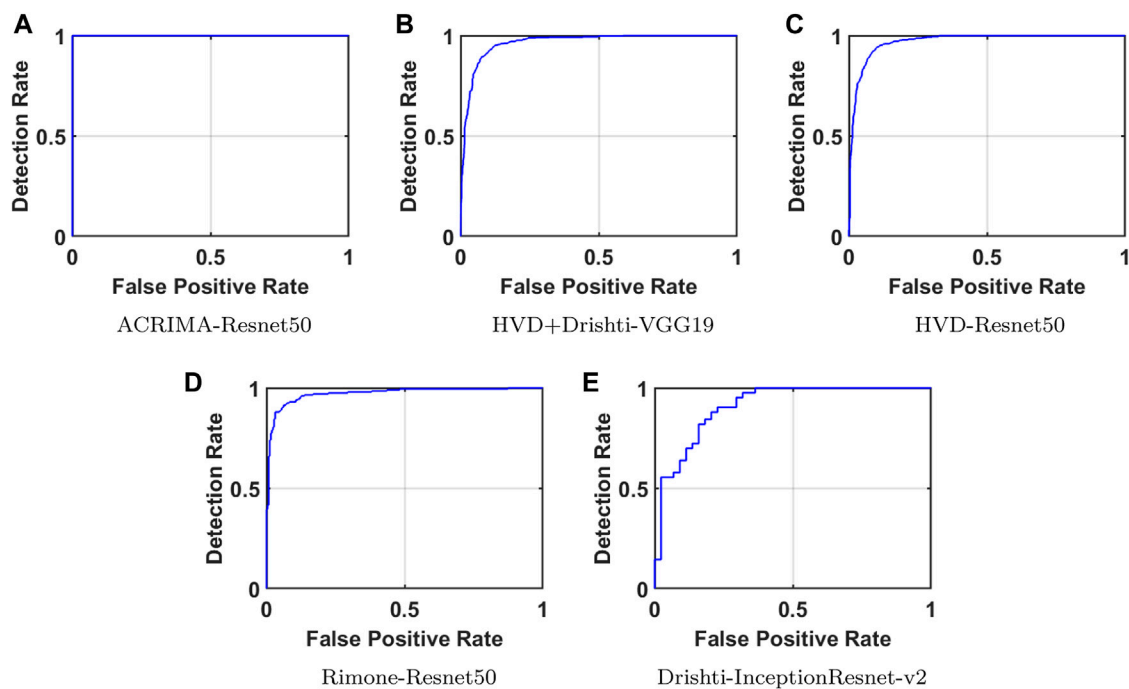 A
1
0.5
0
Detection Rate
0 0.5 1
False Positive Rate
ACRIMA-Resnet50
B
1
0.5
0
Detection Rate
0 0.5 1
False Positive Rate
HVD+Drishti-VGG19
C
1
0.5
0
Detection Rate
0 0.5 1
False Positive Rate
HVD-Resnet50
D
1
0.5
0
Detection Rate
0 0.5 1
False Positive Rate
Rimone-Resnet50
E
1
0.5
0
Detection Rate
0 0.5 1
False Positive Rate
Drishti-InceptionResnet-v2